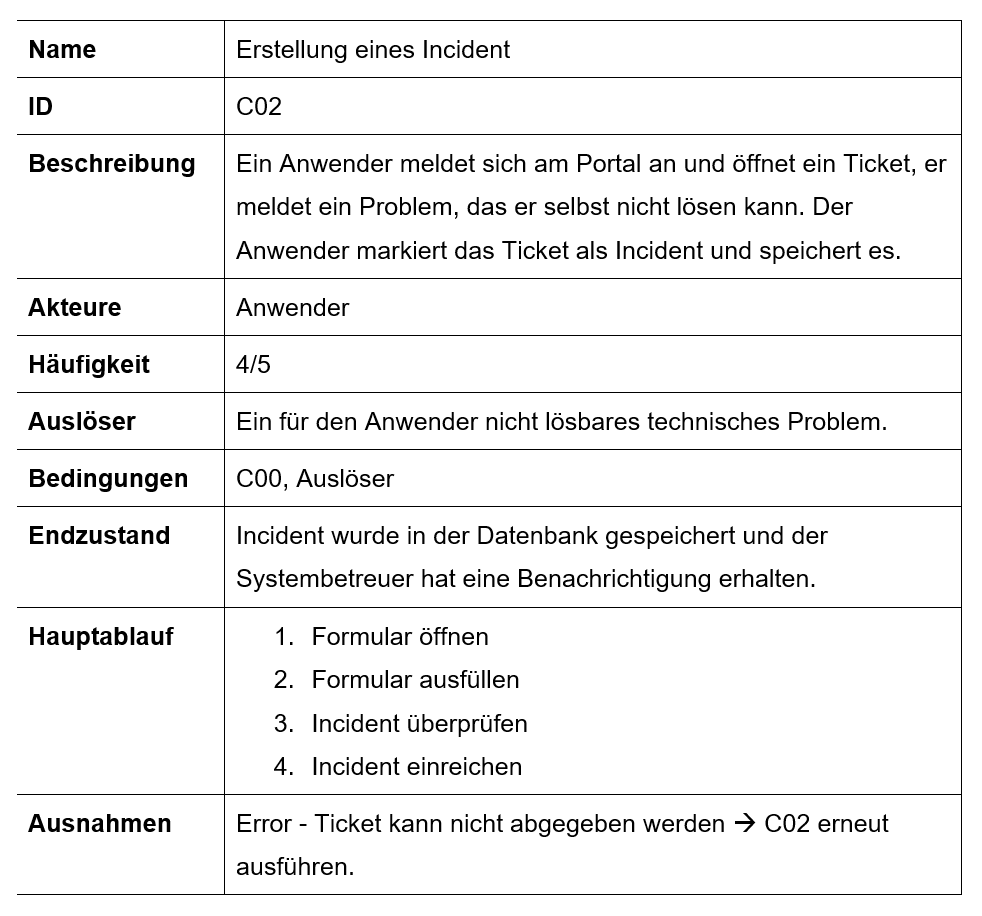 Name Erstellung eines Incident
ID C02
Beschreibung Ein Anwender meldet sich am Portal an und öffnet ein Ticket, er
meldet ein Problem, das er selbst nicht lösen kann. Der
Anwender markiert das Ticket als Incident und speichert es.
Akteure Anwender
Häufigkeit 4/5
Auslöser Ein für den Anwender nicht lösbares technisches Problem.
Bedingungen C00, Auslöser
Endzustand Incident wurde in der Datenbank gespeichert und der
Systembetreuer hat eine Benachrichtigung erhalten.
Hauptablauf 1. Formular öffnen
2. Formular ausfüllen
3. Incident überprüfen
4. Incident einreichen
Ausnahmen Error - Ticket kann nicht abgegeben werden → C02 erneut
ausführen.